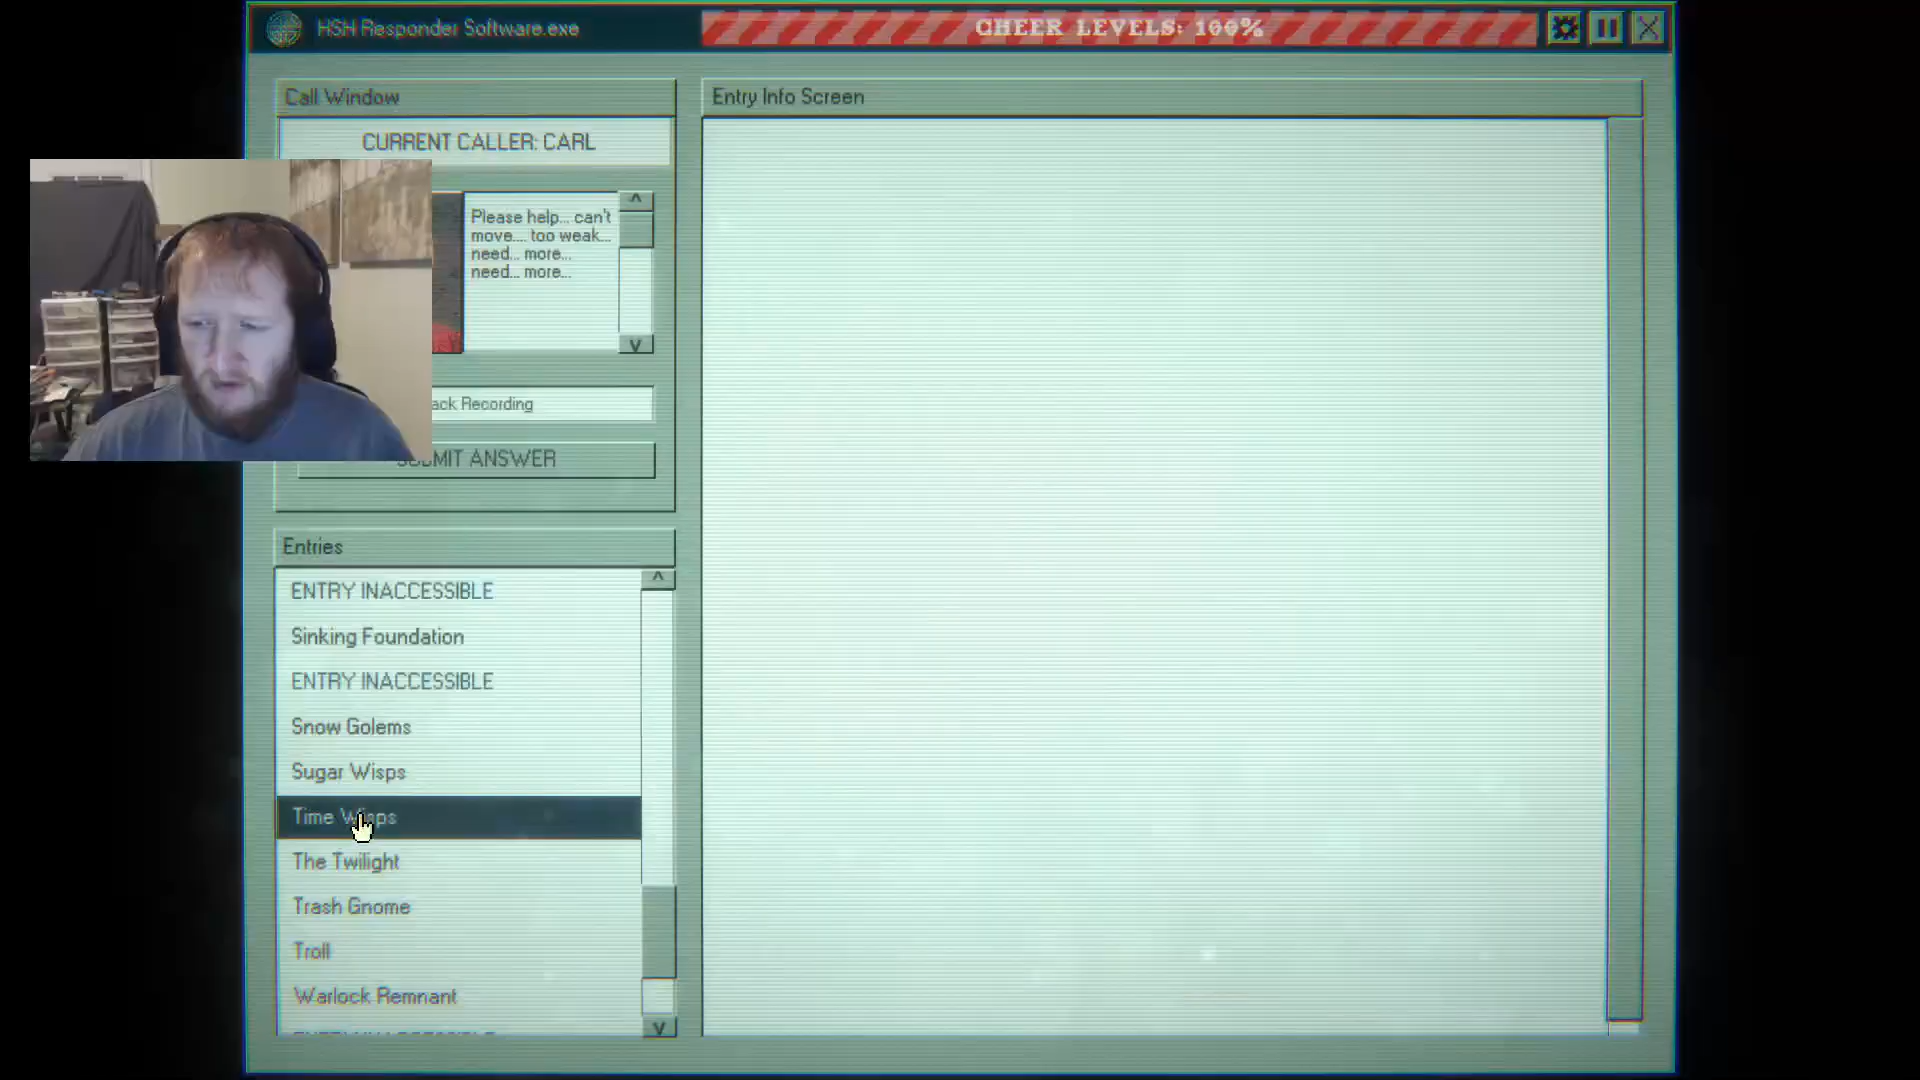 HSH Responder Software.exe
CHEER LEVELS: 100%
Call Window
CURRENT CALLER: CARL
Please help... can't
move.... too weak...
need... more...
need... more...
Recording
SUBMIT ANSWER
Entries
ENTRY INACCESSIBLE
Sinking Foundation
ENTRY INACCESSIBLE
Snow Golems
Sugar Wisps
Time Wisps
The Twilight
Trash Gnome
Troll
Warlock Remnant
Entry Info Screen